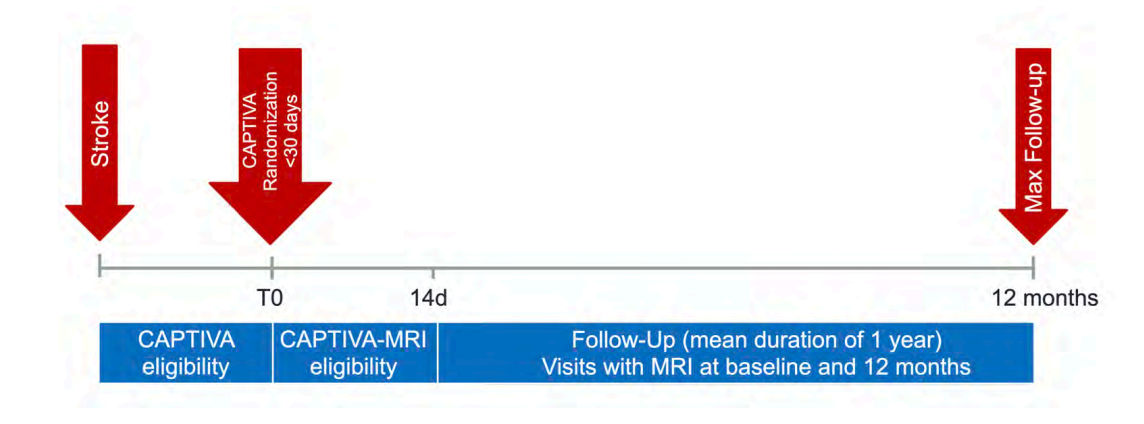 Stroke
CAPTIVA
Randomization
<30 days
Max Follow-up
T0
14d
12 months
CAPTIVA
eligibility
CAPTIVA-MRI
eligibility
Follow-Up (mean duration of 1 year)
Visits with MRI at baseline and 12 months